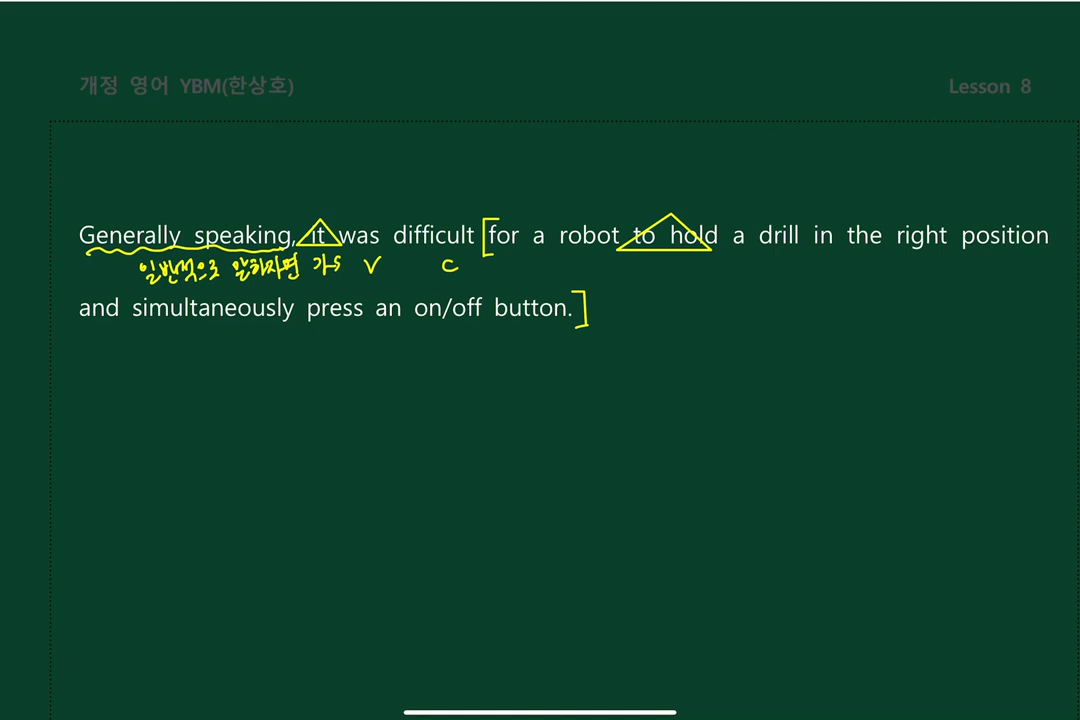 개정 영어 YBM(한상호)
Lesson 8
Generally speaking, it was difficult [for a robot to hold a drill in the right position
일반적으로 말하자면 가S V C
and simultaneously press an on/off button.]